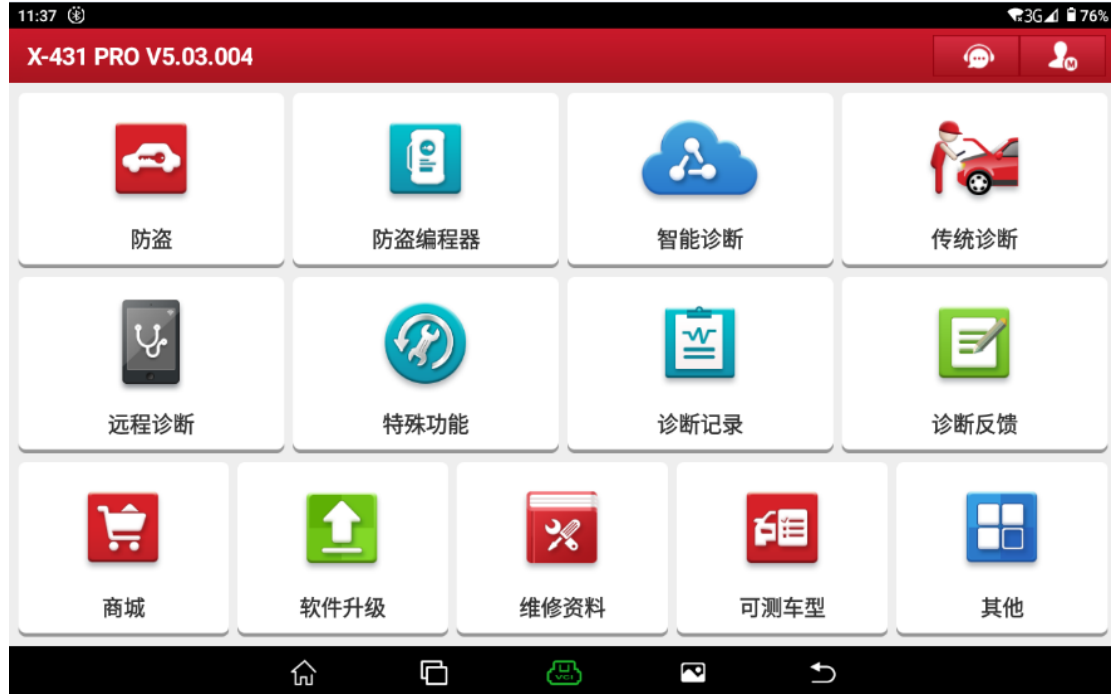 11:37 3G 76%
X-431 PRO V5.03.004
防盗 防盗编程器 智能诊断 传统诊断
远程诊断 特殊功能 诊断记录 诊断反馈
商城 软件升级 维修资料 可测车型 其他
VCI